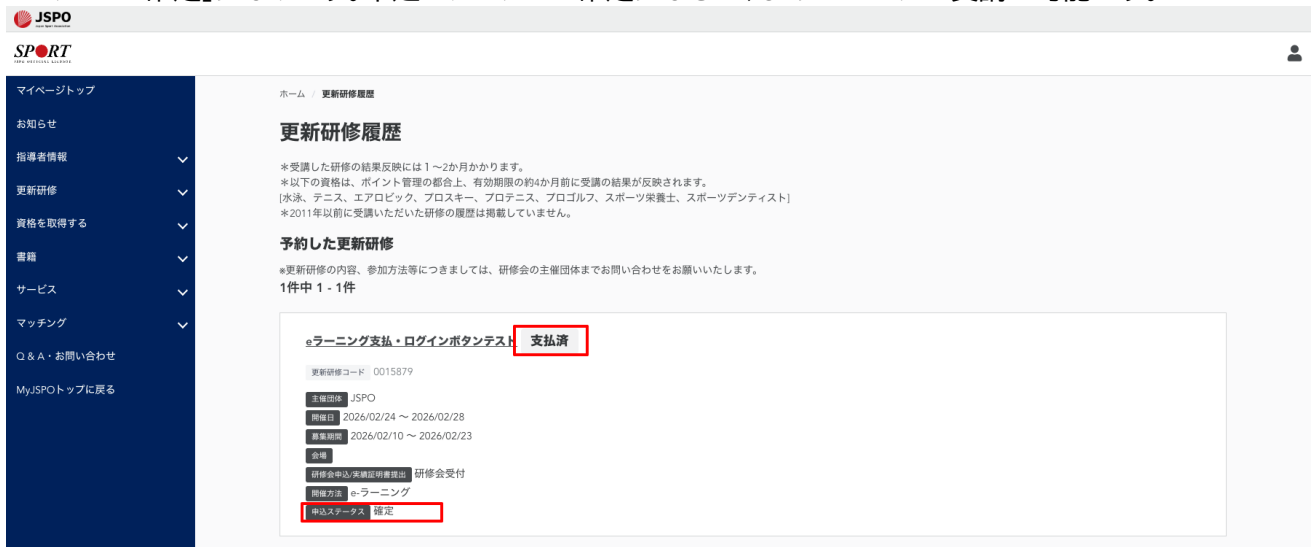 JSPO
SPORT
マイページトップ
お知らせ
指導者情報
更新研修
資格を取得する
書籍
サービス
マッチング
Q & A・お問い合わせ
MyJSPOトップに戻る
ホーム / 更新研修履歴
更新研修履歴
＊受講した研修の結果反映には１〜2か月かかります。
＊以下の資格は、ポイント管理の都合上、有効期限の約4か月前に受講の結果が反映されます。
[水泳、テニス、エアロビック、プロスキー、プロテニス、プロゴルフ、スポーツ栄養士、スポーツデンティスト]
＊2011年以前に受講いただいた研修の履歴は掲載していません。
予約した更新研修
※更新研修の内容、参加方法等につきましては、研修会の主催団体までお問い合わせをお願いいたします。
1件中 1 - 1件
eラーニング支払・ログインボタンテスト 支払済
更新研修コード 0015879
主催団体 JSPO
開催日 2026/02/24 〜 2026/02/28
募集期間 2026/02/10 〜 2026/02/23
会場
研修会申込/実績証明書提出 研修会受付
開催方法 e-ラーニング
申込ステータス 確定